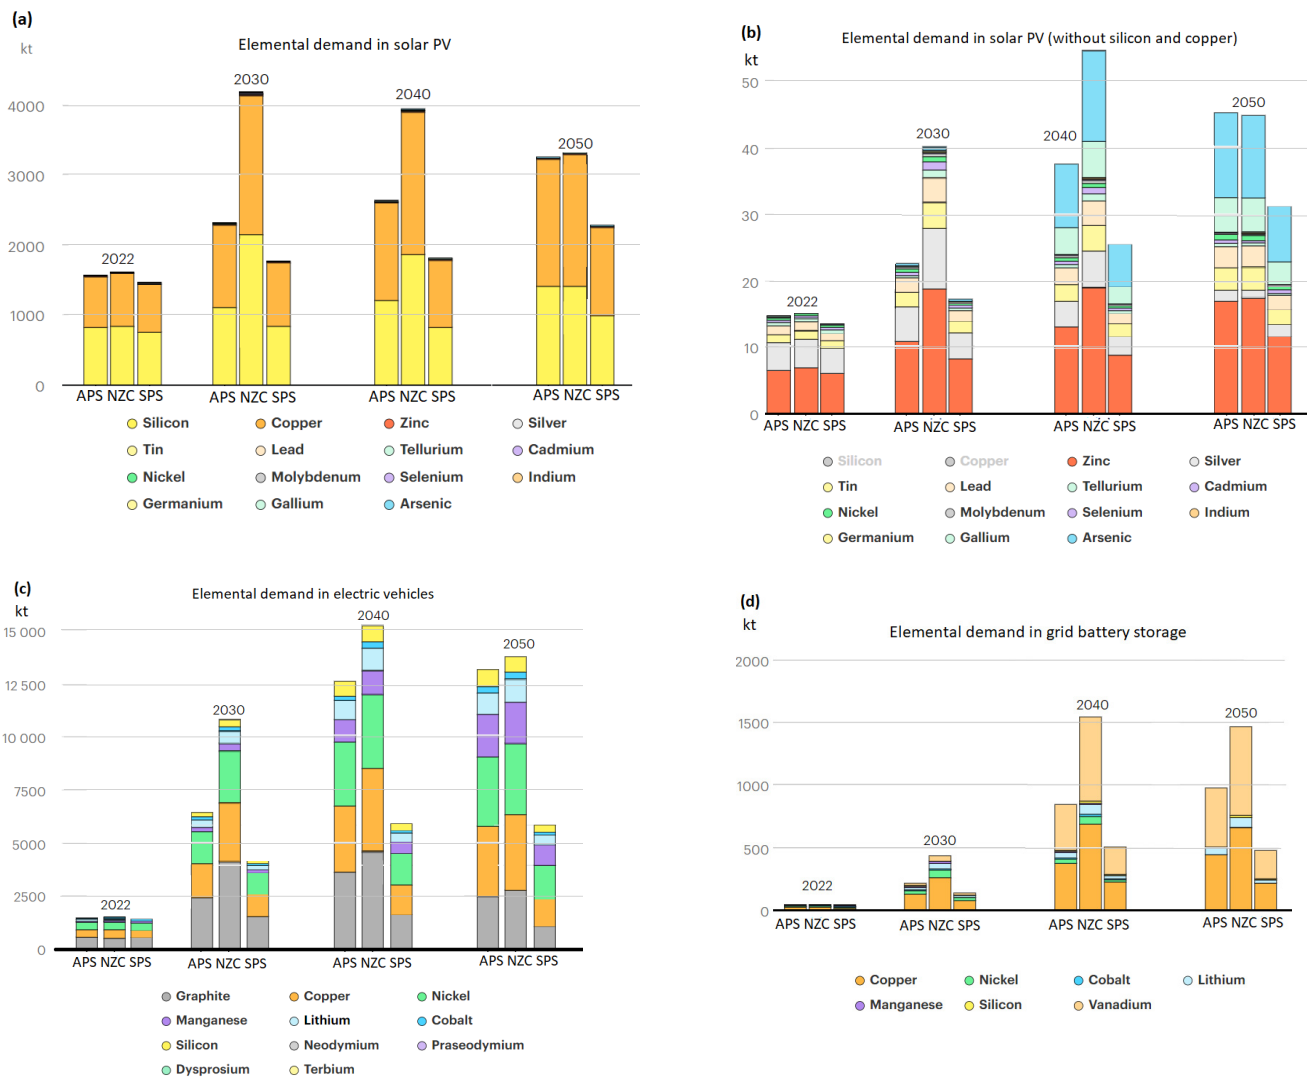 (a)
kt
Elemental demand in solar PV
4000
3000
2000
1000
0
2022
2030
2040
2050
APS NZC SPS
APS NZC SPS
APS NZC SPS
APS NZC SPS
Silicon Copper Zinc Silver
Tin Lead Tellurium Cadmium
Nickel Molybdenum Selenium Indium
Germanium Gallium Arsenic
(b)
Elemental demand in solar PV (without silicon and copper)
kt
50
40
30
20
10
0
2022
2030
2040
2050
APS NZC SPS
APS NZC SPS
APS NZC SPS
APS NZC SPS
Silicon Copper Zinc Silver
Tin Lead Tellurium Cadmium
Nickel Molybdenum Selenium Indium
Germanium Gallium Arsenic
(c)
Elemental demand in electric vehicles
kt
15 000
12 500
10 000
7500
5000
2500
0
2022
2030
2040
2050
APS NZC SPS
APS NZC SPS
APS NZC SPS
APS NZC SPS
Graphite Copper Nickel
Manganese Lithium Cobalt
Silicon Neodymium Praseodymium
Dysprosium Terbium
(d)
kt
Elemental demand in grid battery storage
2000
1500
1000
500
0
2022
2030
2040
2050
APS NZC SPS
APS NZC SPS
APS NZC SPS
APS NZC SPS
Copper Nickel Cobalt Lithium
Manganese Silicon Vanadium